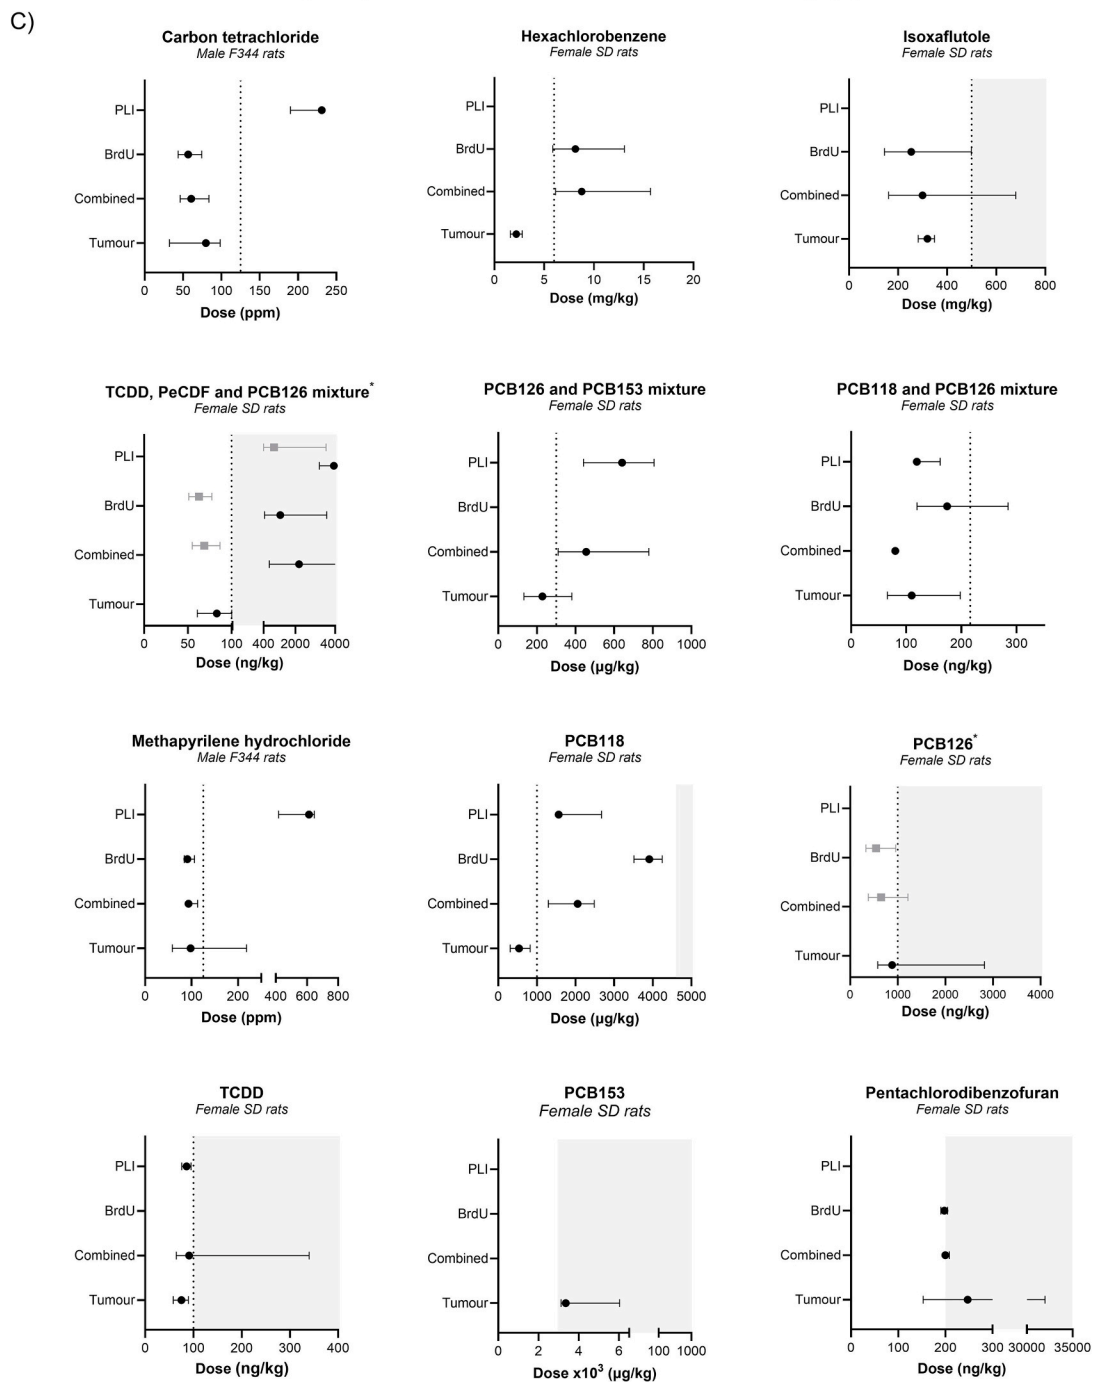 C)
Carbon tetrachloride
Male F344 rats
PLI
BrdU
Combined
Tumour
0 50 100 150 200 250
Dose (ppm)
Hexachlorobenzene
Female SD rats
PLI
BrdU
Combined
Tumour
0 5 10 15 20
Dose (mg/kg)
Isoxaflutole
Female SD rats
PLI
BrdU
Combined
Tumour
0 200 400 600 800
Dose (mg/kg)
TCDD, PeCDF and PCB126 mixture*
Female SD rats
PLI
BrdU
Combined
Tumour
0 50 100 400 2000 4000
Dose (ng/kg)
PCB126 and PCB153 mixture
Female SD rats
PLI
BrdU
Combined
Tumour
0 200 400 600 800 1000
Dose (µg/kg)
PCB118 and PCB126 mixture
Female SD rats
PLI
BrdU
Combined
Tumour
0 100 200 300
Dose (ng/kg)
Methapyrilene hydrochloride
Male F344 rats
PLI
BrdU
Combined
Tumour
0 100 200 400 600 800
Dose (ppm)
PCB118
Female SD rats
PLI
BrdU
Combined
Tumour
0 1000 2000 3000 4000 5000
Dose (µg/kg)
PCB126*
Female SD rats
PLI
BrdU
Combined
Tumour
0 1000 2000 3000 4000
Dose (ng/kg)
TCDD
Female SD rats
PLI
BrdU
Combined
Tumour
0 100 200 300 400
Dose (ng/kg)
PCB153
Female SD rats
PLI
BrdU
Combined
Tumour
0 2 4 6 100 1000
Dose x10³ (µg/kg)
Pentachlorodibenzofuran
Female SD rats
PLI
BrdU
Combined
Tumour
0 100 200 300 30000 35000
Dose (ng/kg)